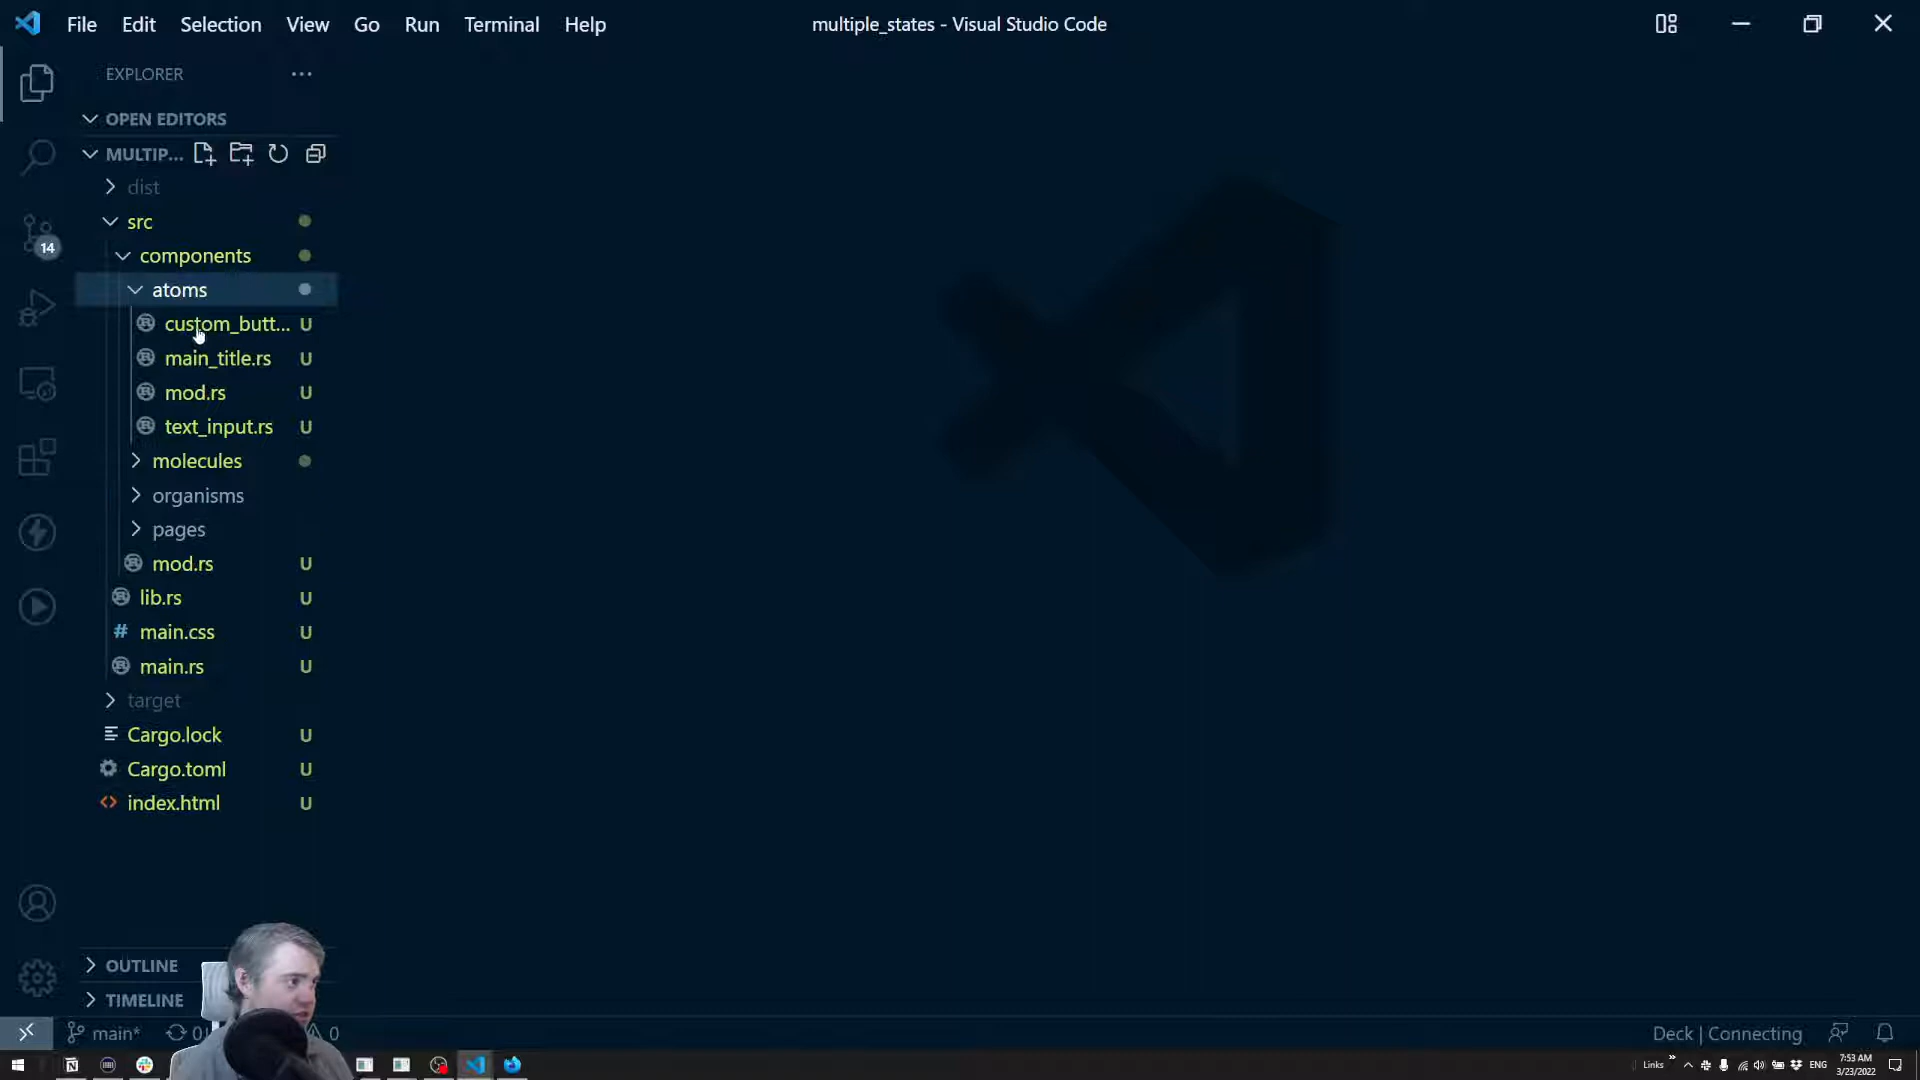 File Edit Selection View Go Run Terminal Help
multiple_states - Visual Studio Code
EXPLORER
OPEN EDITORS
MULTIP...
dist
src
components
atoms
custom_butt... U
main_title.rs U
mod.rs U
text_input.rs U
molecules
organisms
pages
mod.rs U
lib.rs U
# main.css U
main.rs U
target
Cargo.lock U
Cargo.toml U
index.html U
14
OUTLINE
TIMELINE
main* 0 0
Deck | Connecting
Links
ENG
7:53 AM
3/23/2022